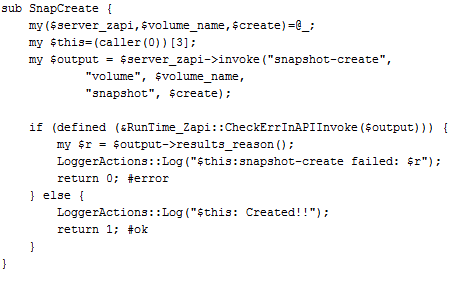 sub SnapCreate {
    my($server_zapi,$volume_name,$create)=@_;
    my $this=(caller(0))[3];
    my $output = $server_zapi->invoke("snapshot-create",
            "volume", $volume_name,
            "snapshot", $create);

    if (defined (&RunTime_Zapi::CheckErrInAPIInvoke($output))) {
        my $r = $output->results_reason();
        LoggerActions::Log("$this:snapshot-create failed: $r");
        return 0; #error
    } else {
        LoggerActions::Log("$this: Created!!");
        return 1; #ok
    }
}